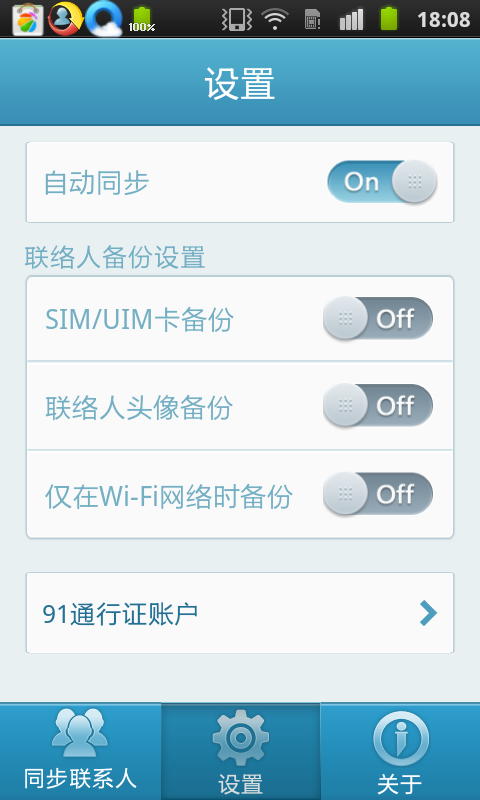 100%
18:08
设置
自动同步 On
联络人备份设置
SIM/UIM卡备份 Off
联络人头像备份 Off
仅在Wi-Fi网络时备份 Off
91通行证账户
同步联系人 设置 关于